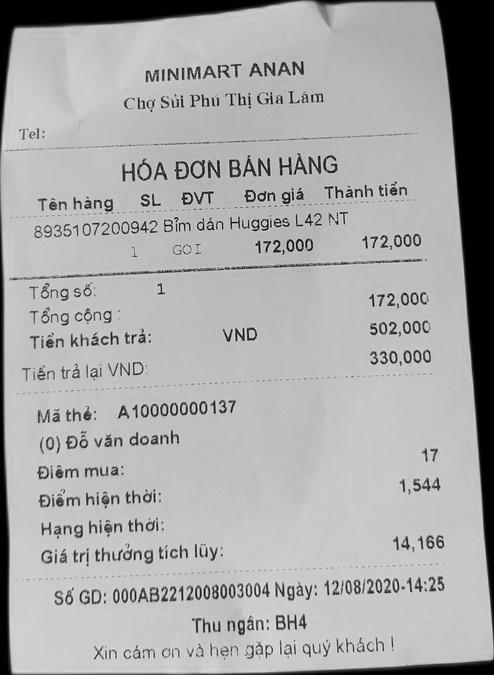 MINIMART ANAN
Chợ Sủi Phú Thị Gia Lâm
Tel:
HÓA ĐƠN BÁN HÀNG
Tên hàng SL ĐVT Đơn giá Thành tiền
8935107200942 Bỉm dán Huggies L42 NT
1 GOI 172,000 172,000
Tổng số: 1
Tổng cộng : 172,000
Tiền khách trả: VND 502,000
Tiền trả lại VND: 330,000
Mã thẻ: A10000000137
(0) Đỗ văn doanh
Điểm mua: 17
Điểm hiện thời: 1,544
Hạng hiện thời:
Giá trị thưởng tích lũy: 14,166
Số GD: 000AB2212008003004 Ngày: 12/08/2020-14:25
Thu ngân: BH4
Xin cám ơn và hẹn gặp lại quý khách !